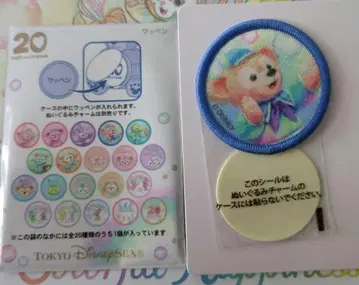 20
ワッペン
ワッペン
ケースの中にワッペンが入れられます。
ぬいぐるみチャームは別売りです。
※この袋のなかには全20種類のうち1個が入っています
TOKYO DisneySEA®
© DISNEY
このシールは
ぬいぐるみチャームの
ケースには貼らないでください。